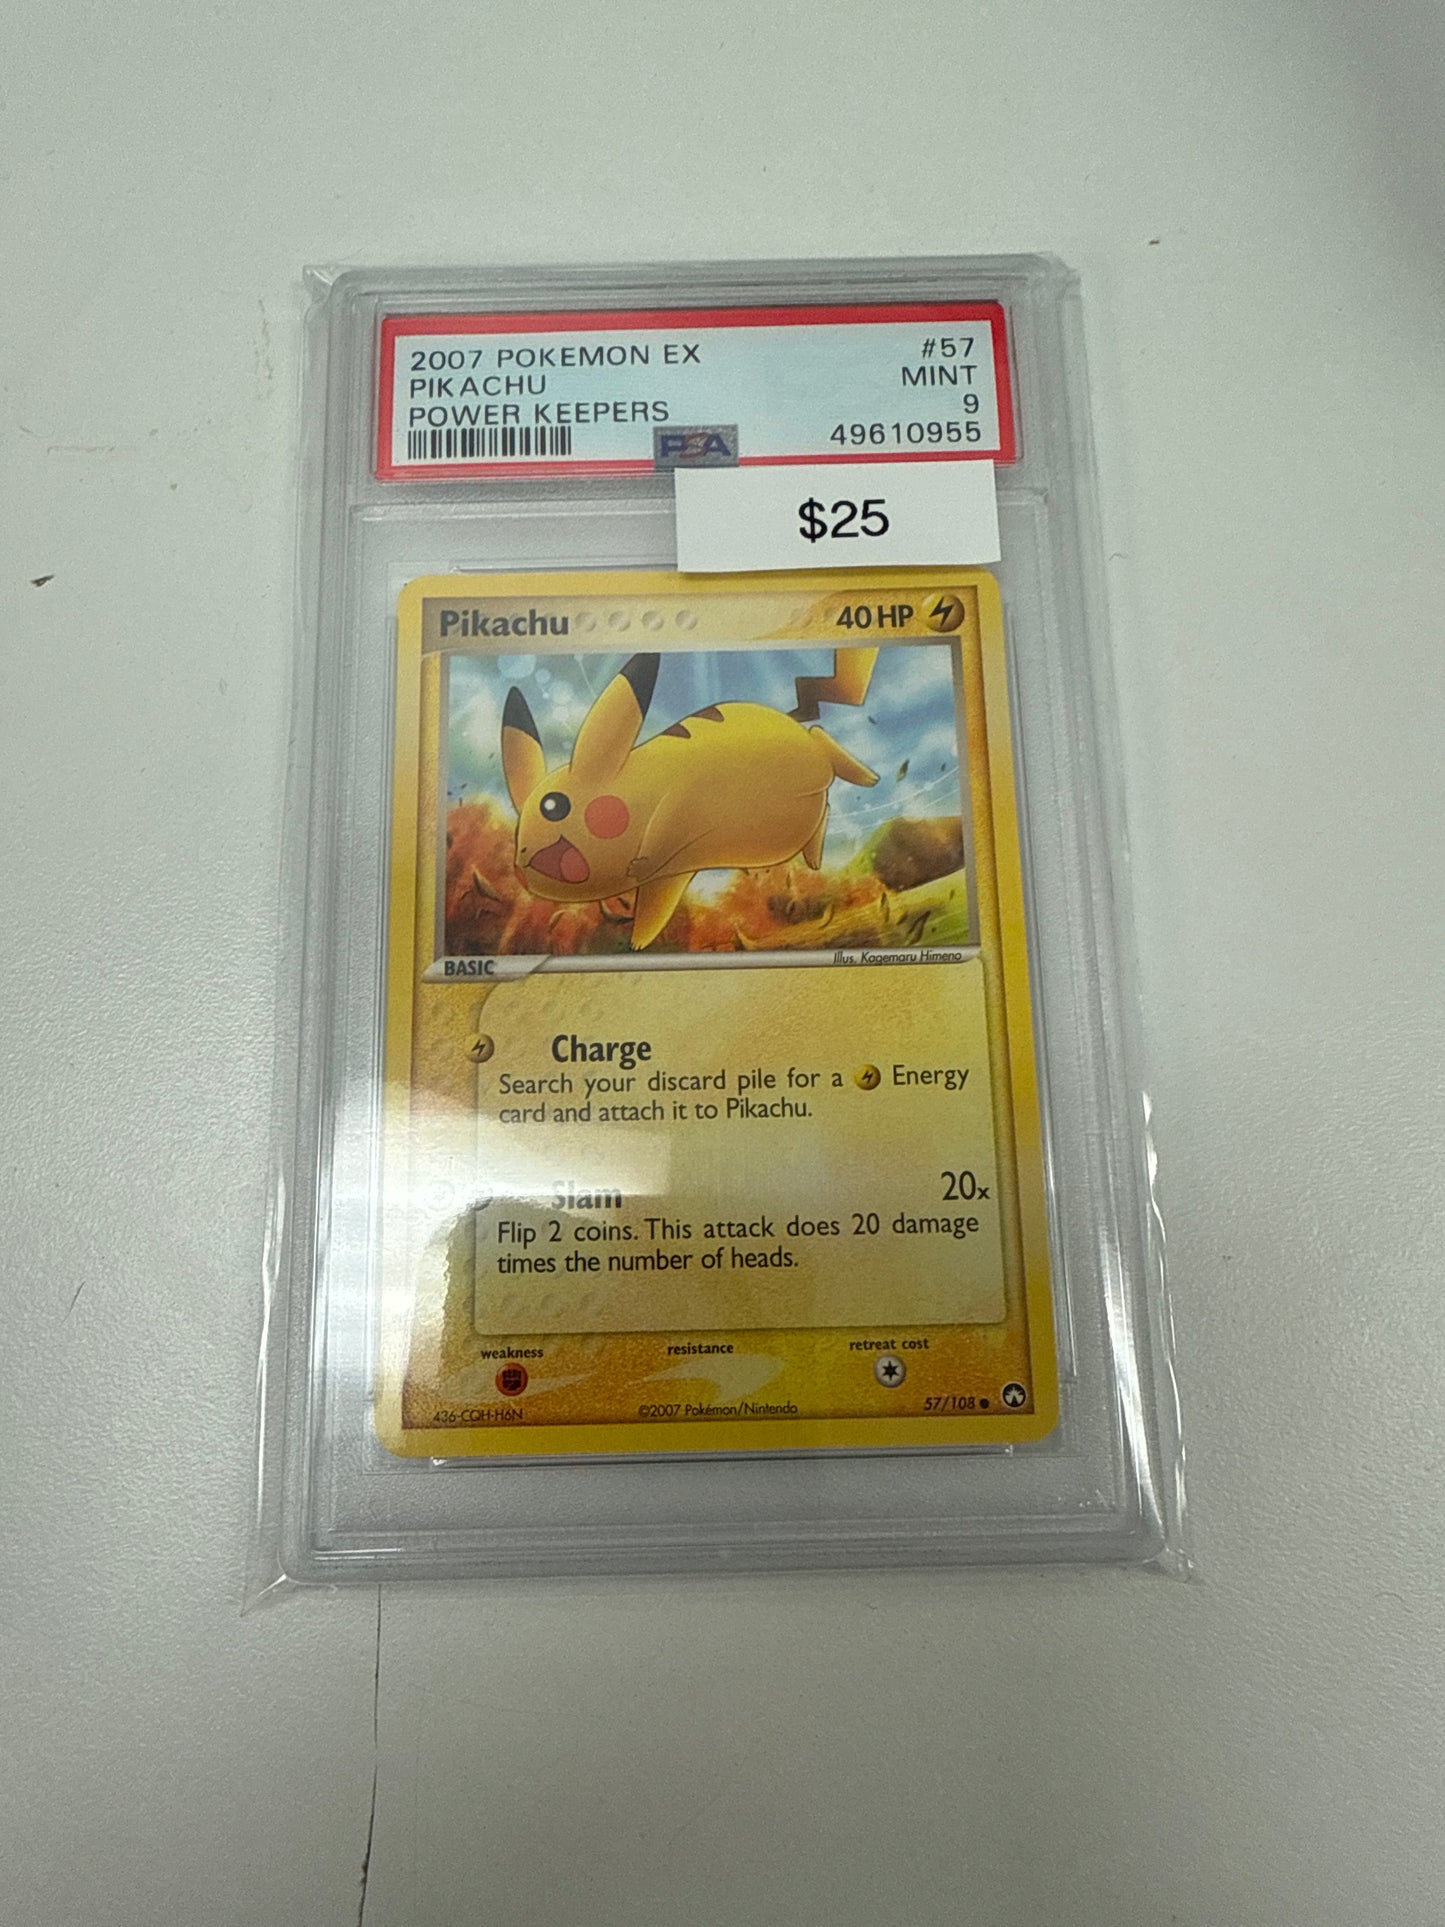 2007 POKEMON EX #57
PIKACHU MINT
POWER KEEPERS 9
PSA 49610955
$25
Pikachu 40 HP
BASIC Illus. Kagemaru Himeno
Charge
Search your discard pile for a Energy
card and attach it to Pikachu.
Slam 20x
Flip 2 coins. This attack does 20 damage
times the number of heads.
weakness resistance retreat cost
436-CQH-H6N ©2007 Pokémon/Nintendo 57/108